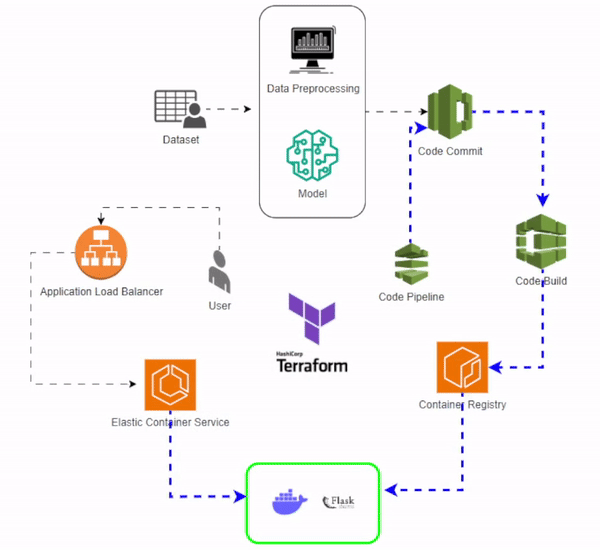 Data Preprocessing
Dataset
Model
Code Commit
Application Load Balancer
User
Code Pipeline
Code Build
HashiCorp
Terraform
Elastic Container Service
Container Registry
Flask